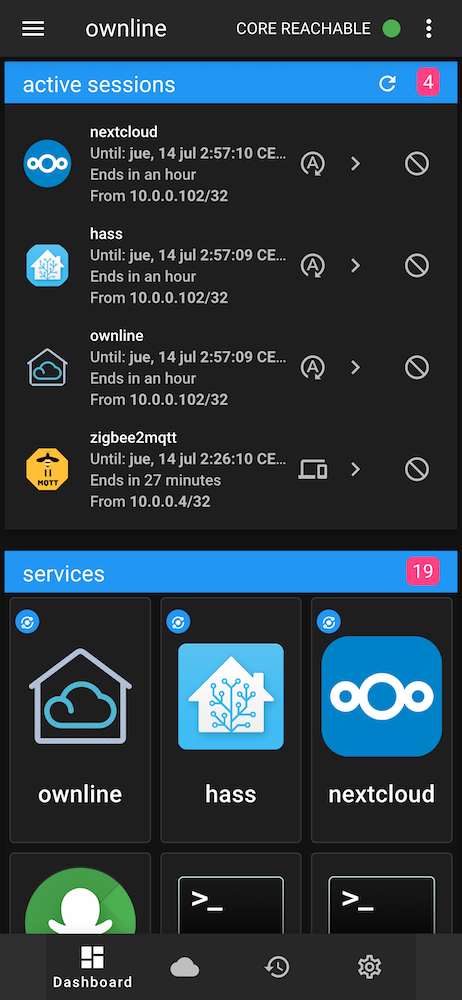 ownline
CORE REACHABLE
active sessions
4
nextcloud
Until: jue, 14 jul 2:57:10 CE...
Ends in an hour
From 10.0.0.102/32
hass
Until: jue, 14 jul 2:57:09 CE...
Ends in an hour
From 10.0.0.102/32
ownline
Until: jue, 14 jul 2:57:09 CE...
Ends in an hour
From 10.0.0.102/32
zigbee2mqtt
MQTT
Until: jue, 14 jul 2:26:10 CE...
Ends in 27 minutes
From 10.0.0.4/32
services
19
ownline
hass
nextcloud
>_
>_
Dashboard